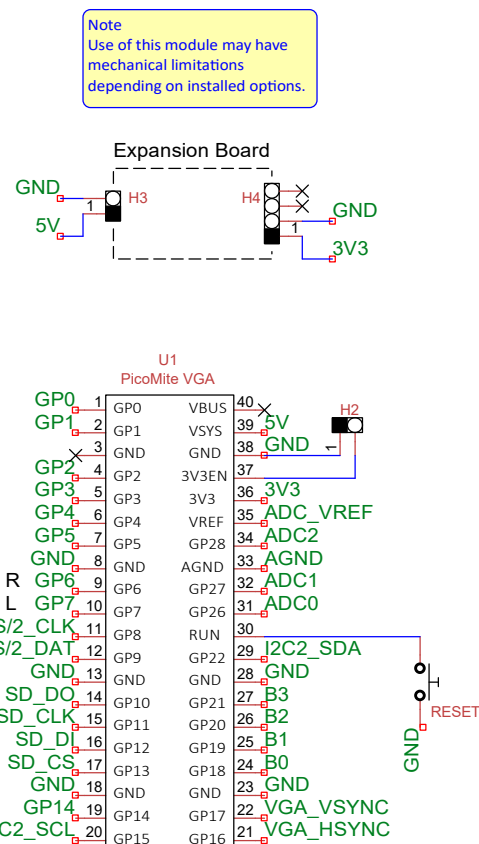 Note
Use of this module may have
mechanical limitations
depending on installed options.
Expansion Board
GND
H3
1
5V
H4
GND
1
3V3
U1
PicoMite VGA
GP0 1 GP0 VBUS 40
GP1 2 GP1 VSYS 39 5V
3 GND GND 38 GND
H2
1
GP2 4 GP2 3V3EN 37
GP3 5 GP3 3V3 36 3V3
GP4 6 GP4 VREF 35 ADC_VREF
GP5 7 GP5 GP28 34 ADC2
GND 8 GND AGND 33 AGND
R GP6 9 GP6 GP27 32 ADC1
L GP7 10 GP7 GP26 31 ADC0
S/2_CLK 11 GP8 RUN 30
S/2_DAT 12 GP9 GP22 29 I2C2_SDA
GND 13 GND GND 28 GND
SD_DO 14 GP10 GP21 27 B3
SD_CLK 15 GP11 GP20 26 B2
SD_DI 16 GP12 GP19 25 B1
SD_CS 17 GP13 GP18 24 B0
GND 18 GND GND 23 GND
GP14 19 GP14 GP17 22 VGA_VSYNC
C2_SCL 20 GP15 GP16 21 VGA_HSYNC
RESET
GND